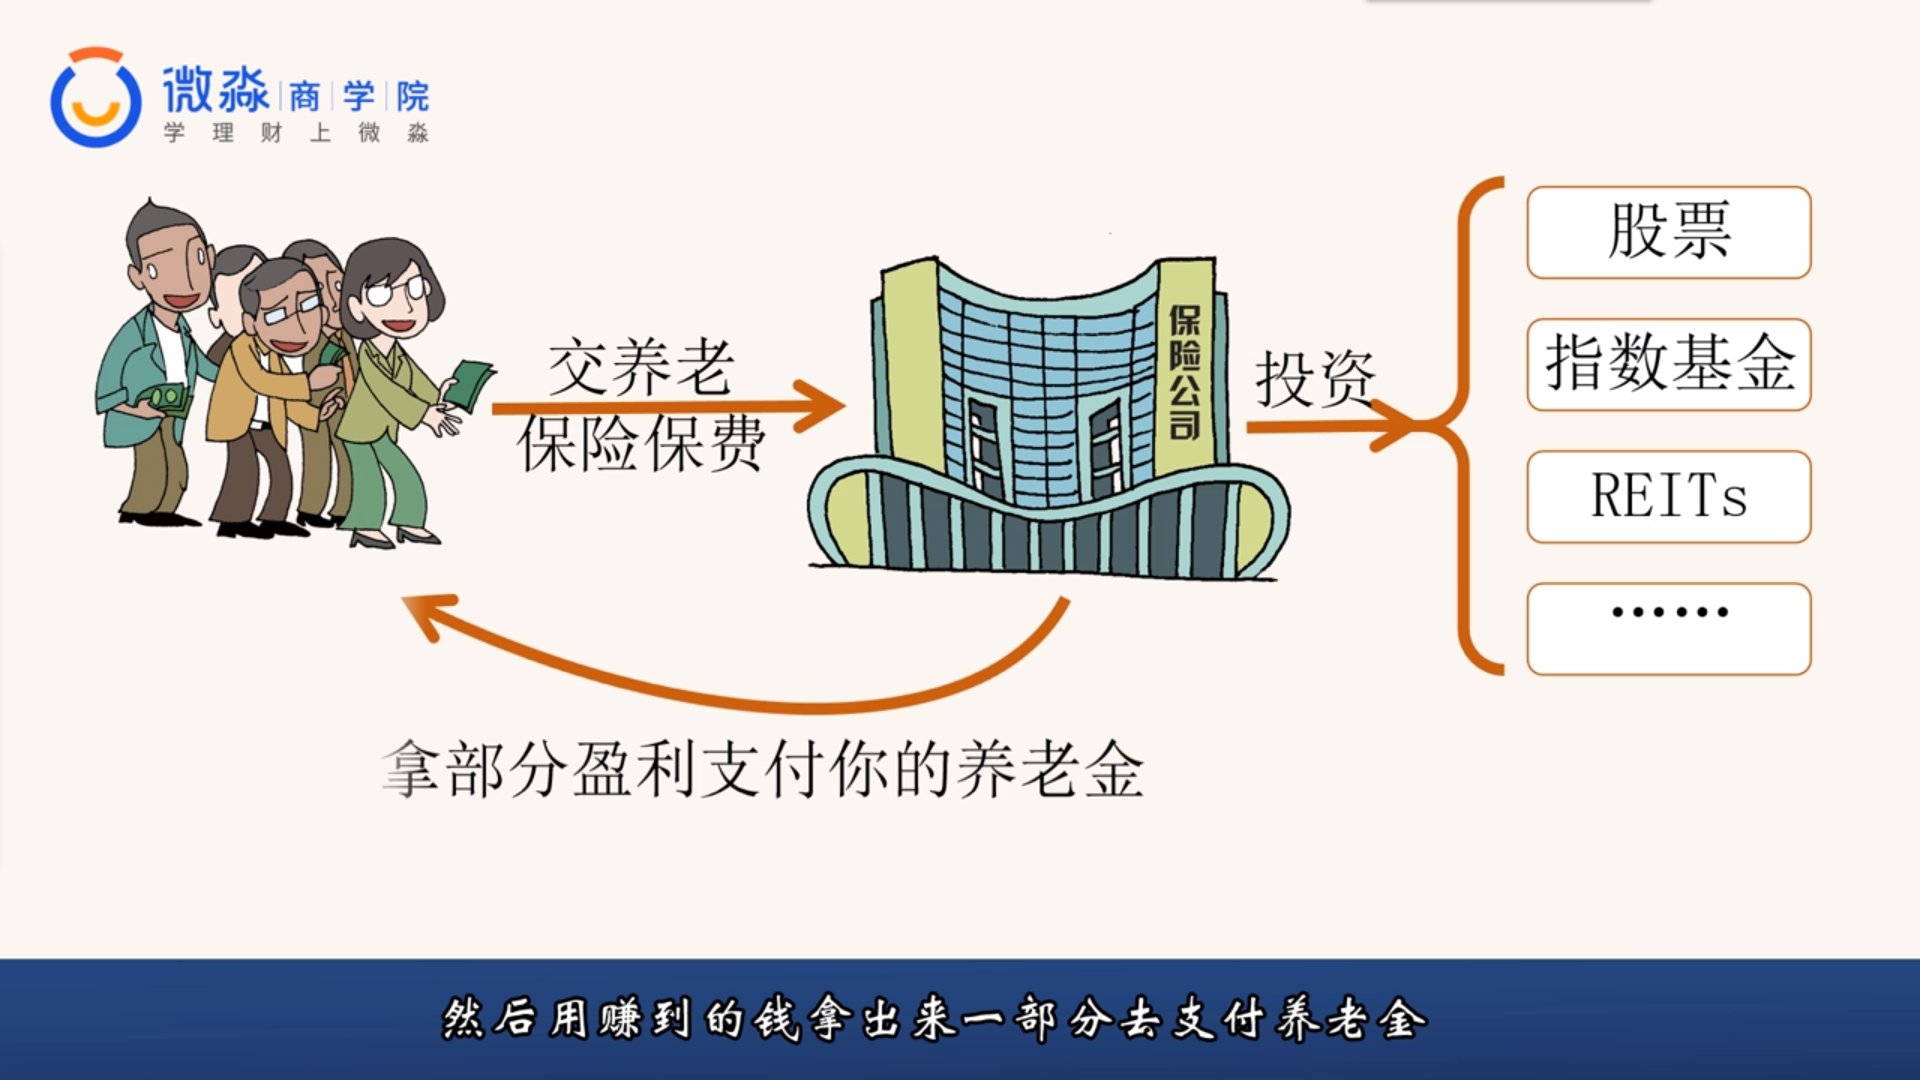 微淼商学院
学理财上微淼
交养老
保险保费
保险公司
投资
股票
指数基金
REITs
……
拿部分盈利支付你的养老金
然后用赚到的钱拿出来一部分去支付养老金